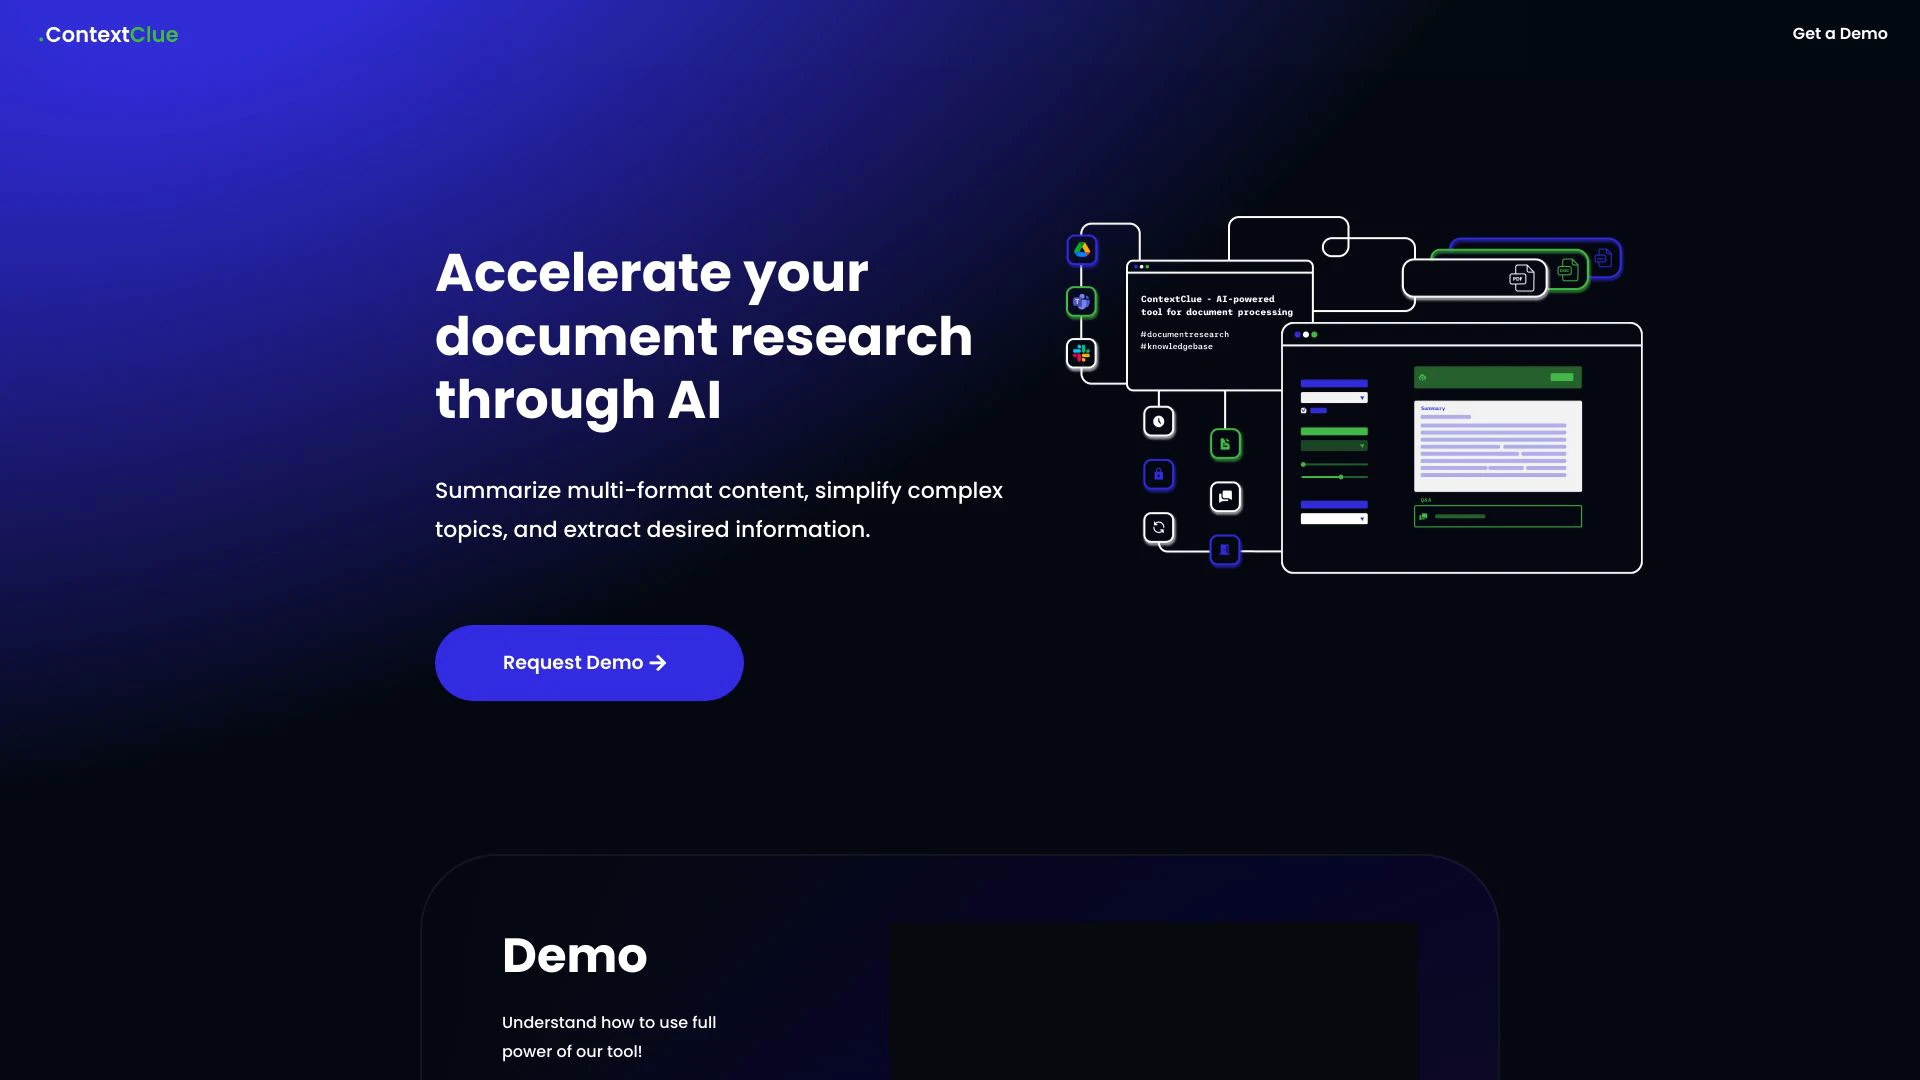 .ContextClue
Get a Demo
Accelerate your
document research
through AI
Summarize multi-format content, simplify complex
topics, and extract desired information.
Request Demo
ContextClue - AI-powered
tool for document processing
#documentresearch
#knowledgebase
PDF
DOC
Summary
Q&A
Demo
Understand how to use full
power of our tool!